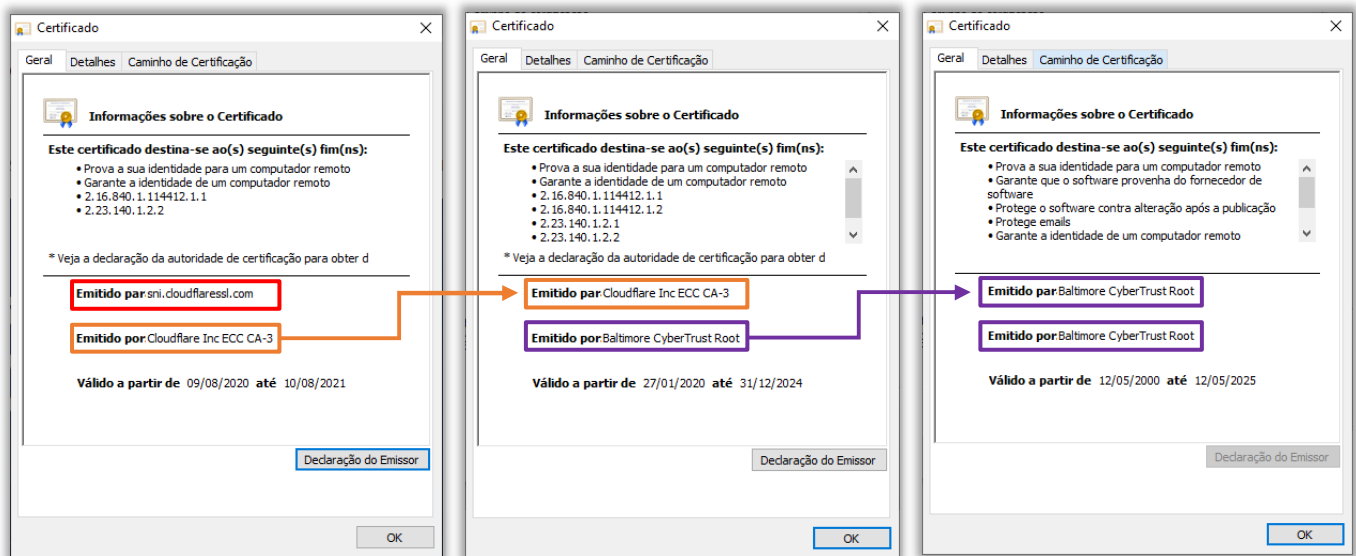 Certificado
Geral Detalhes Caminho de Certificação
Informações sobre o Certificado
Este certificado destina-se ao(s) seguinte(s) fim(ns):
• Prova a sua identidade para um computador remoto
• Garante a identidade de um computador remoto
• 2.16.840.1.114412.1.1
• 2.23.140.1.2.2
* Veja a declaração da autoridade de certificação para obter d
Emitido par sni.cloudflaressl.com
Emitido por Cloudflare Inc ECC CA-3
Válido a partir de 09/08/2020 até 10/08/2021
Declaração do Emissor
OK
Certificado
Geral Detalhes Caminho de Certificação
Informações sobre o Certificado
Este certificado destina-se ao(s) seguinte(s) fim(ns):
• Prova a sua identidade para um computador remoto
• Garante a identidade de um computador remoto
• 2.16.840.1.114412.1.1
• 2.16.840.1.114412.1.2
• 2.23.140.1.2.1
• 2.23.140.1.2.2
* Veja a declaração da autoridade de certificação para obter d
Emitido par Cloudflare Inc ECC CA-3
Emitido por Baltimore CyberTrust Root
Válido a partir de 27/01/2020 até 31/12/2024
Declaração do Emissor
OK
Certificado
Geral Detalhes Caminho de Certificação
Informações sobre o Certificado
Este certificado destina-se ao(s) seguinte(s) fim(ns):
• Prova a sua identidade para um computador remoto
• Garante que o software provenha do fornecedor de
software
• Protege o software contra alteração após a publicação
• Protege emails
• Garante a identidade de um computador remoto
Emitido par Baltimore CyberTrust Root
Emitido por Baltimore CyberTrust Root
Válido a partir de 12/05/2000 até 12/05/2025
Declaração do Emissor
OK